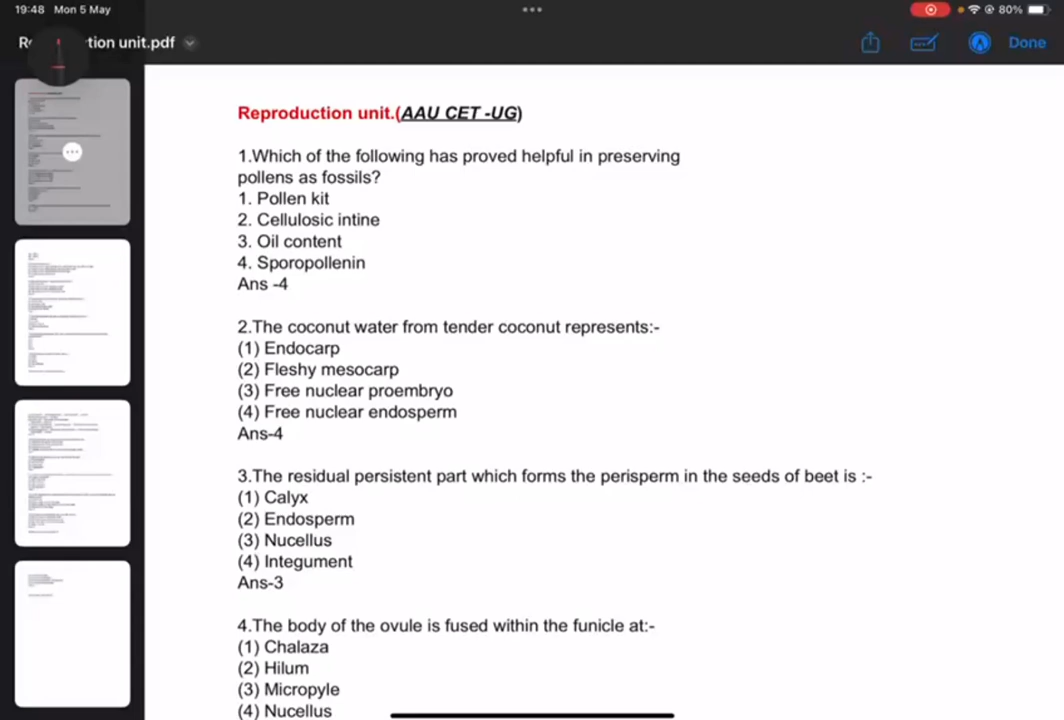 19:48 Mon 5 May
80%
tion unit.pdf
Done
Reproduction unit.(AAU CET -UG)
1.Which of the following has proved helpful in preserving
pollens as fossils?
1. Pollen kit
2. Cellulosic intine
3. Oil content
4. Sporopollenin
Ans -4
2.The coconut water from tender coconut represents:-
(1) Endocarp
(2) Fleshy mesocarp
(3) Free nuclear proembryo
(4) Free nuclear endosperm
Ans-4
3.The residual persistent part which forms the perisperm in the seeds of beet is :-
(1) Calyx
(2) Endosperm
(3) Nucellus
(4) Integument
Ans-3
4.The body of the ovule is fused within the funicle at:-
(1) Chalaza
(2) Hilum
(3) Micropyle
(4) Nucellus